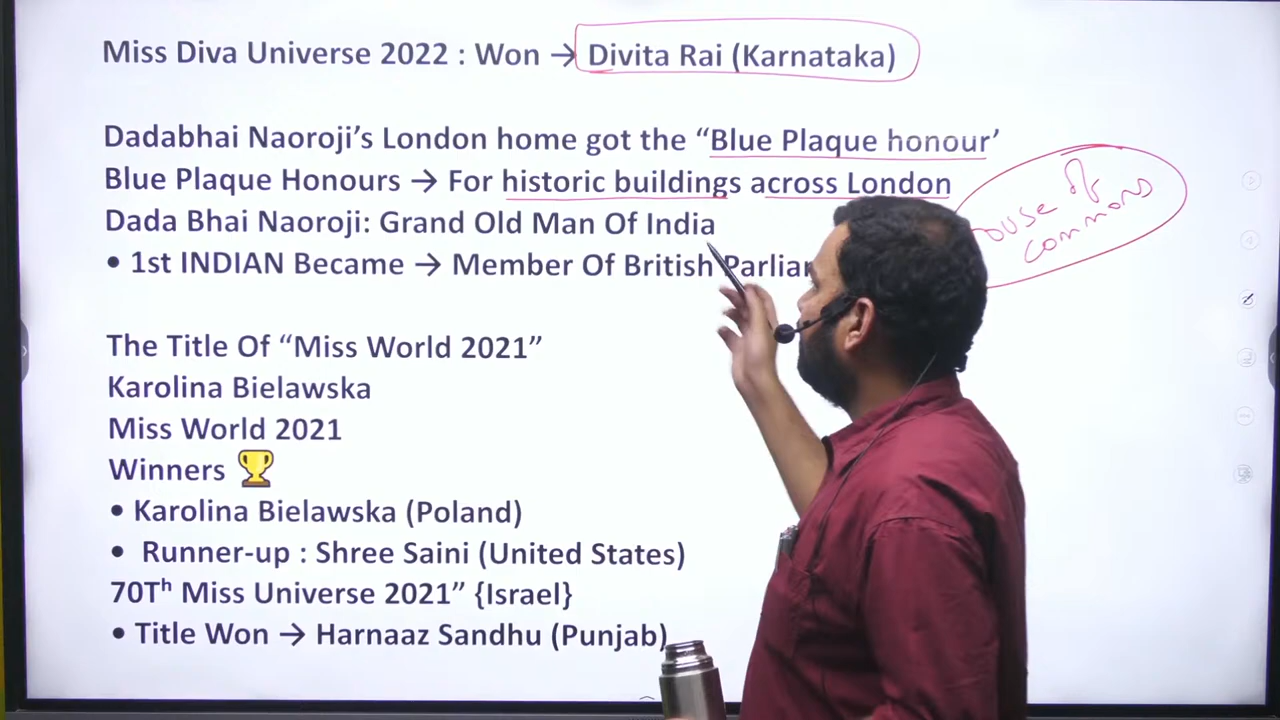 Miss Diva Universe 2022 : Won → Divita Rai (Karnataka)
Dadabhai Naoroji’s London home got the “Blue Plaque honour’
Blue Plaque Honours → For historic buildings across London
Dada Bhai Naoroji: Grand Old Man Of India
• 1st INDIAN Became → Member Of British Parliam
of
commons
The Title Of “Miss World 2021”
Karolina Bielawska
Miss World 2021
Winners 🏆
• Karolina Bielawska (Poland)
• Runner-up : Shree Saini (United States)
70Tʰ Miss Universe 2021” {Israel}
• Title Won → Harnaaz Sandhu (Punjab)